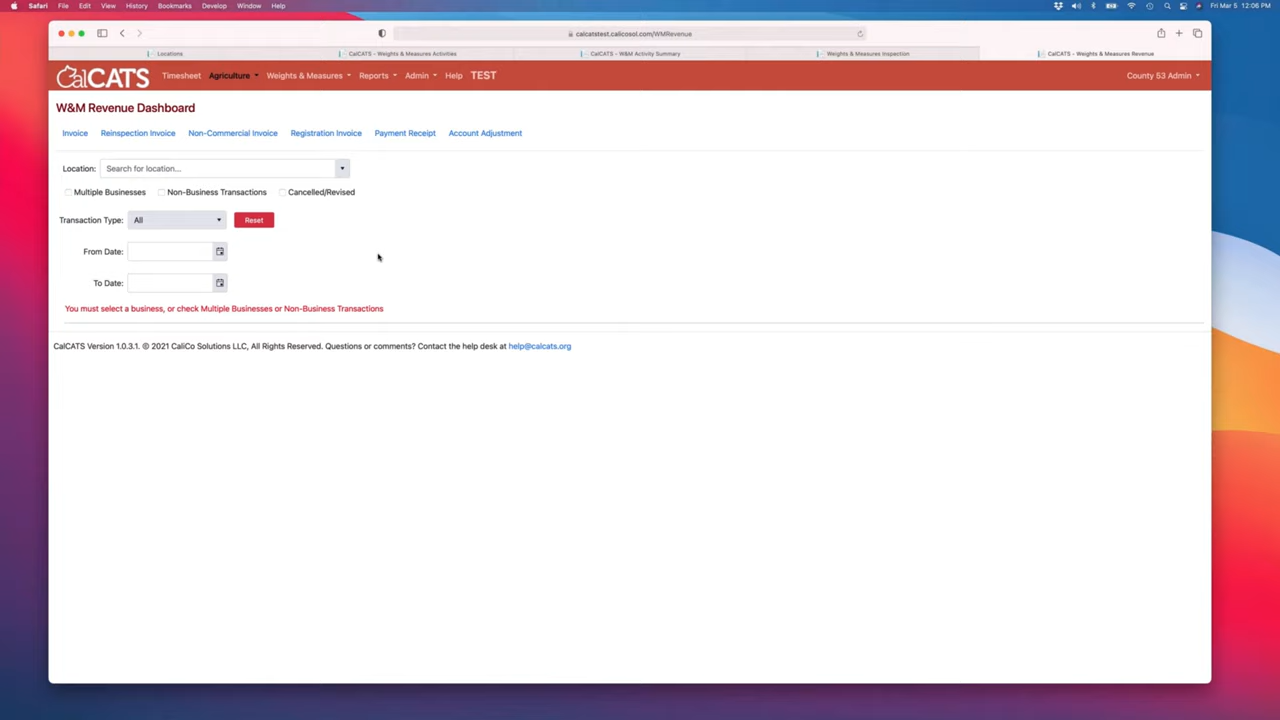 Safari File Edit View History Bookmarks Develop Window Help Fri Mar 5 12:06 PM
calcatstest.calicosol.com/WMRevenue
Locations CalCATS - Weights & Measures Activities CalCATS - W&M Activity Summary Weights & Measures Inspection CalCATS - Weights & Measures Revenue
CalCATS Timesheet Agriculture Weights & Measures Reports Admin Help TEST County 53 Admin
W&M Revenue Dashboard
Invoice Reinspection Invoice Non-Commercial Invoice Registration Invoice Payment Receipt Account Adjustment
Location: Search for location...
Multiple Businesses Non-Business Transactions Cancelled/Revised
Transaction Type: All Reset
From Date:
To Date:
You must select a business, or check Multiple Businesses or Non-Business Transactions
CalCATS Version 1.0.3.1. © 2021 CaliCo Solutions LLC, All Rights Reserved. Questions or comments? Contact the help desk at help@calcats.org